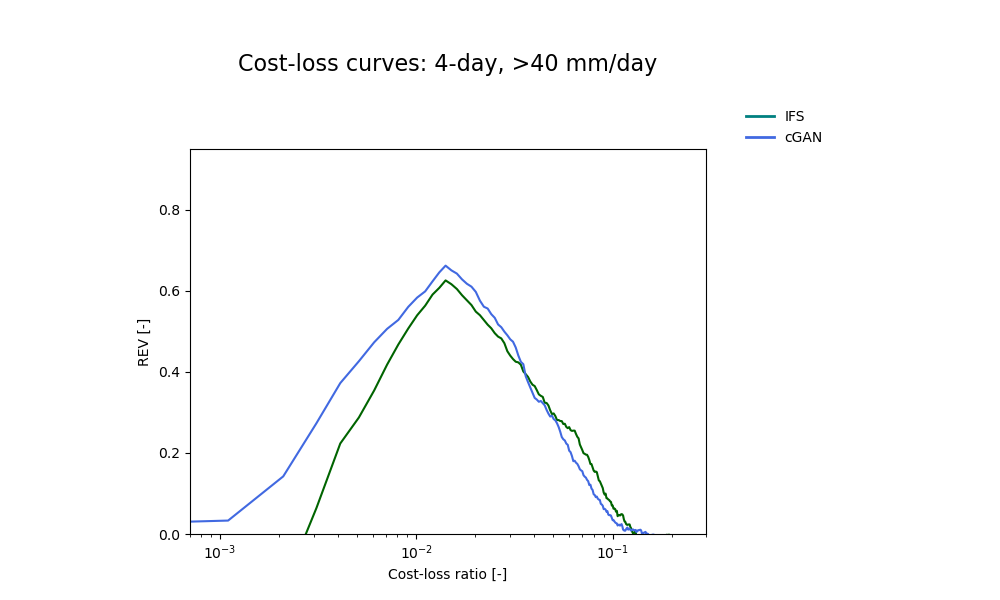 Cost-loss curves: 4-day, >40 mm/day
IFS
cGAN
0.8
0.6
0.4
0.2
0.0
REV [-]
10⁻³
10⁻²
10⁻¹
Cost-loss ratio [-]